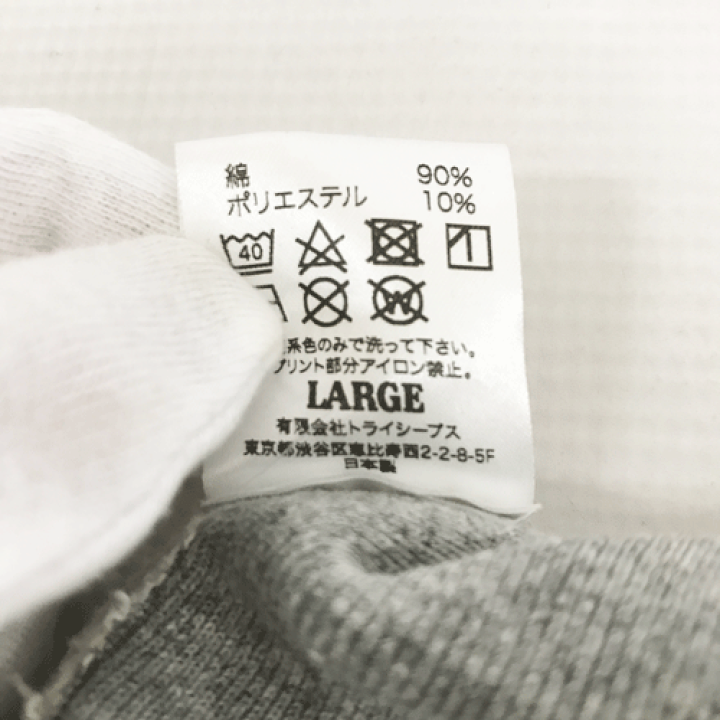 綿 90%
ポリエステル 10%
40
W
系色のみで洗って下さい。
プリント部分アイロン禁止。
LARGE
有限会社トライシープス
東京都渋谷区恵比寿西2-2-8-5F
日本製